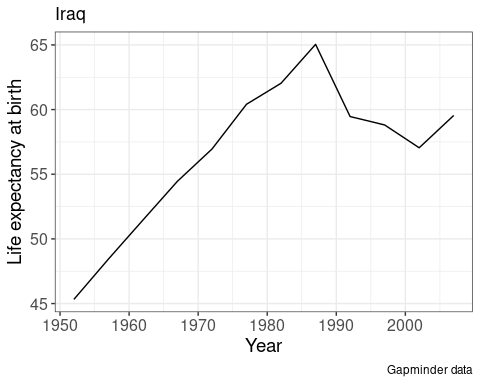 Iraq
Life expectancy at birth
65
60
55
50
45
1950 1960 1970 1980 1990 2000
Year
Gapminder data